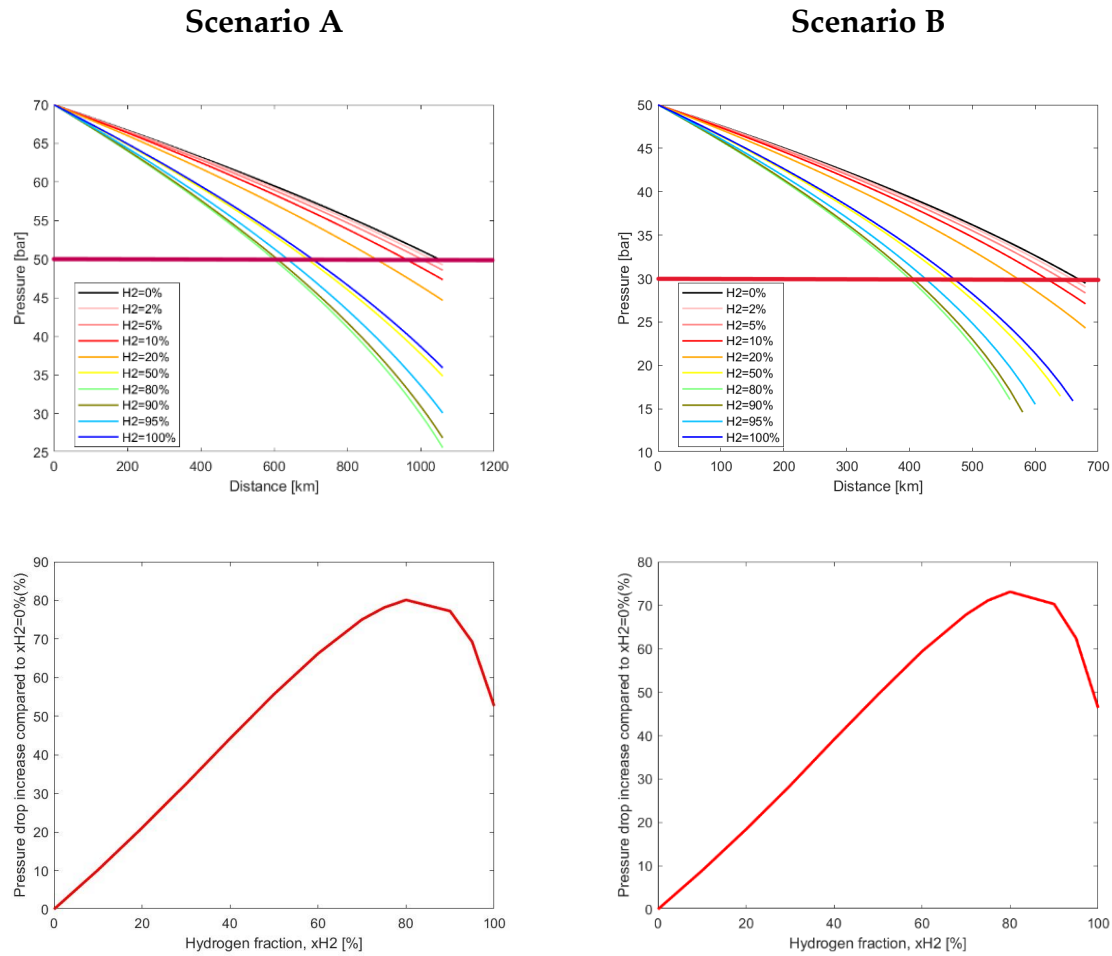 Scenario A
Scenario B
70
65
60
55
50
45
40
35
30
25
Pressure [bar]
H2=0%
H2=2%
H2=5%
H2=10%
H2=20%
H2=50%
H2=80%
H2=90%
H2=95%
H2=100%
0
200
400
600
800
1000
1200
Distance [km]
50
45
40
35
30
25
20
15
10
Pressure [bar]
H2=0%
H2=2%
H2=5%
H2=10%
H2=20%
H2=50%
H2=80%
H2=90%
H2=95%
H2=100%
0
100
200
300
400
500
600
700
Distance [km]
90
80
70
60
50
40
30
20
10
0
Pressure drop increase compared to xH2=0%(%)
0
20
40
60
80
100
Hydrogen fraction, xH2 [%]
80
70
60
50
40
30
20
10
0
Pressure drop increase compared to xH2=0%(%)
0
20
40
60
80
100
Hydrogen fraction, xH2 [%]